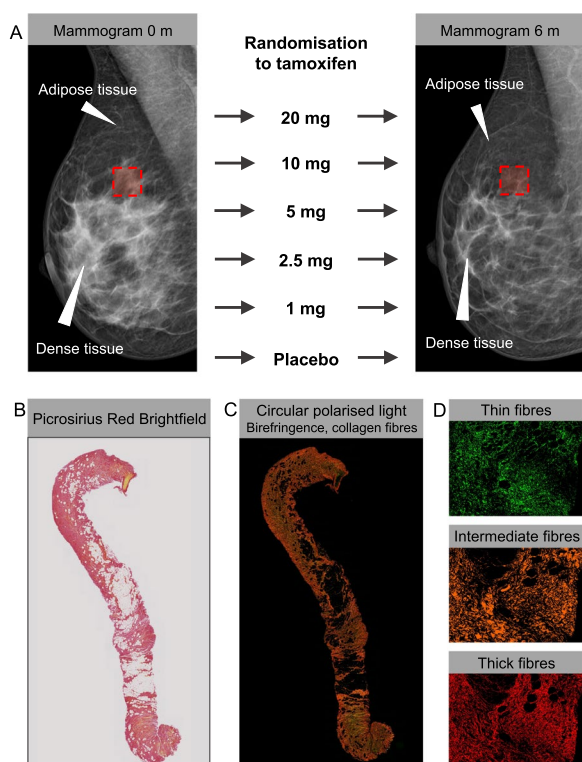 A
Mammogram 0 m
Randomisation
to tamoxifen
Mammogram 6 m
Adipose tissue
Adipose tissue
20 mg
10 mg
5 mg
2.5 mg
1 mg
Placebo
Dense tissue
Dense tissue
B
Picrosirius Red Brightfield
C
Circular polarised light
Birefringence, collagen fibres
D
Thin fibres
Intermediate fibres
Thick fibres